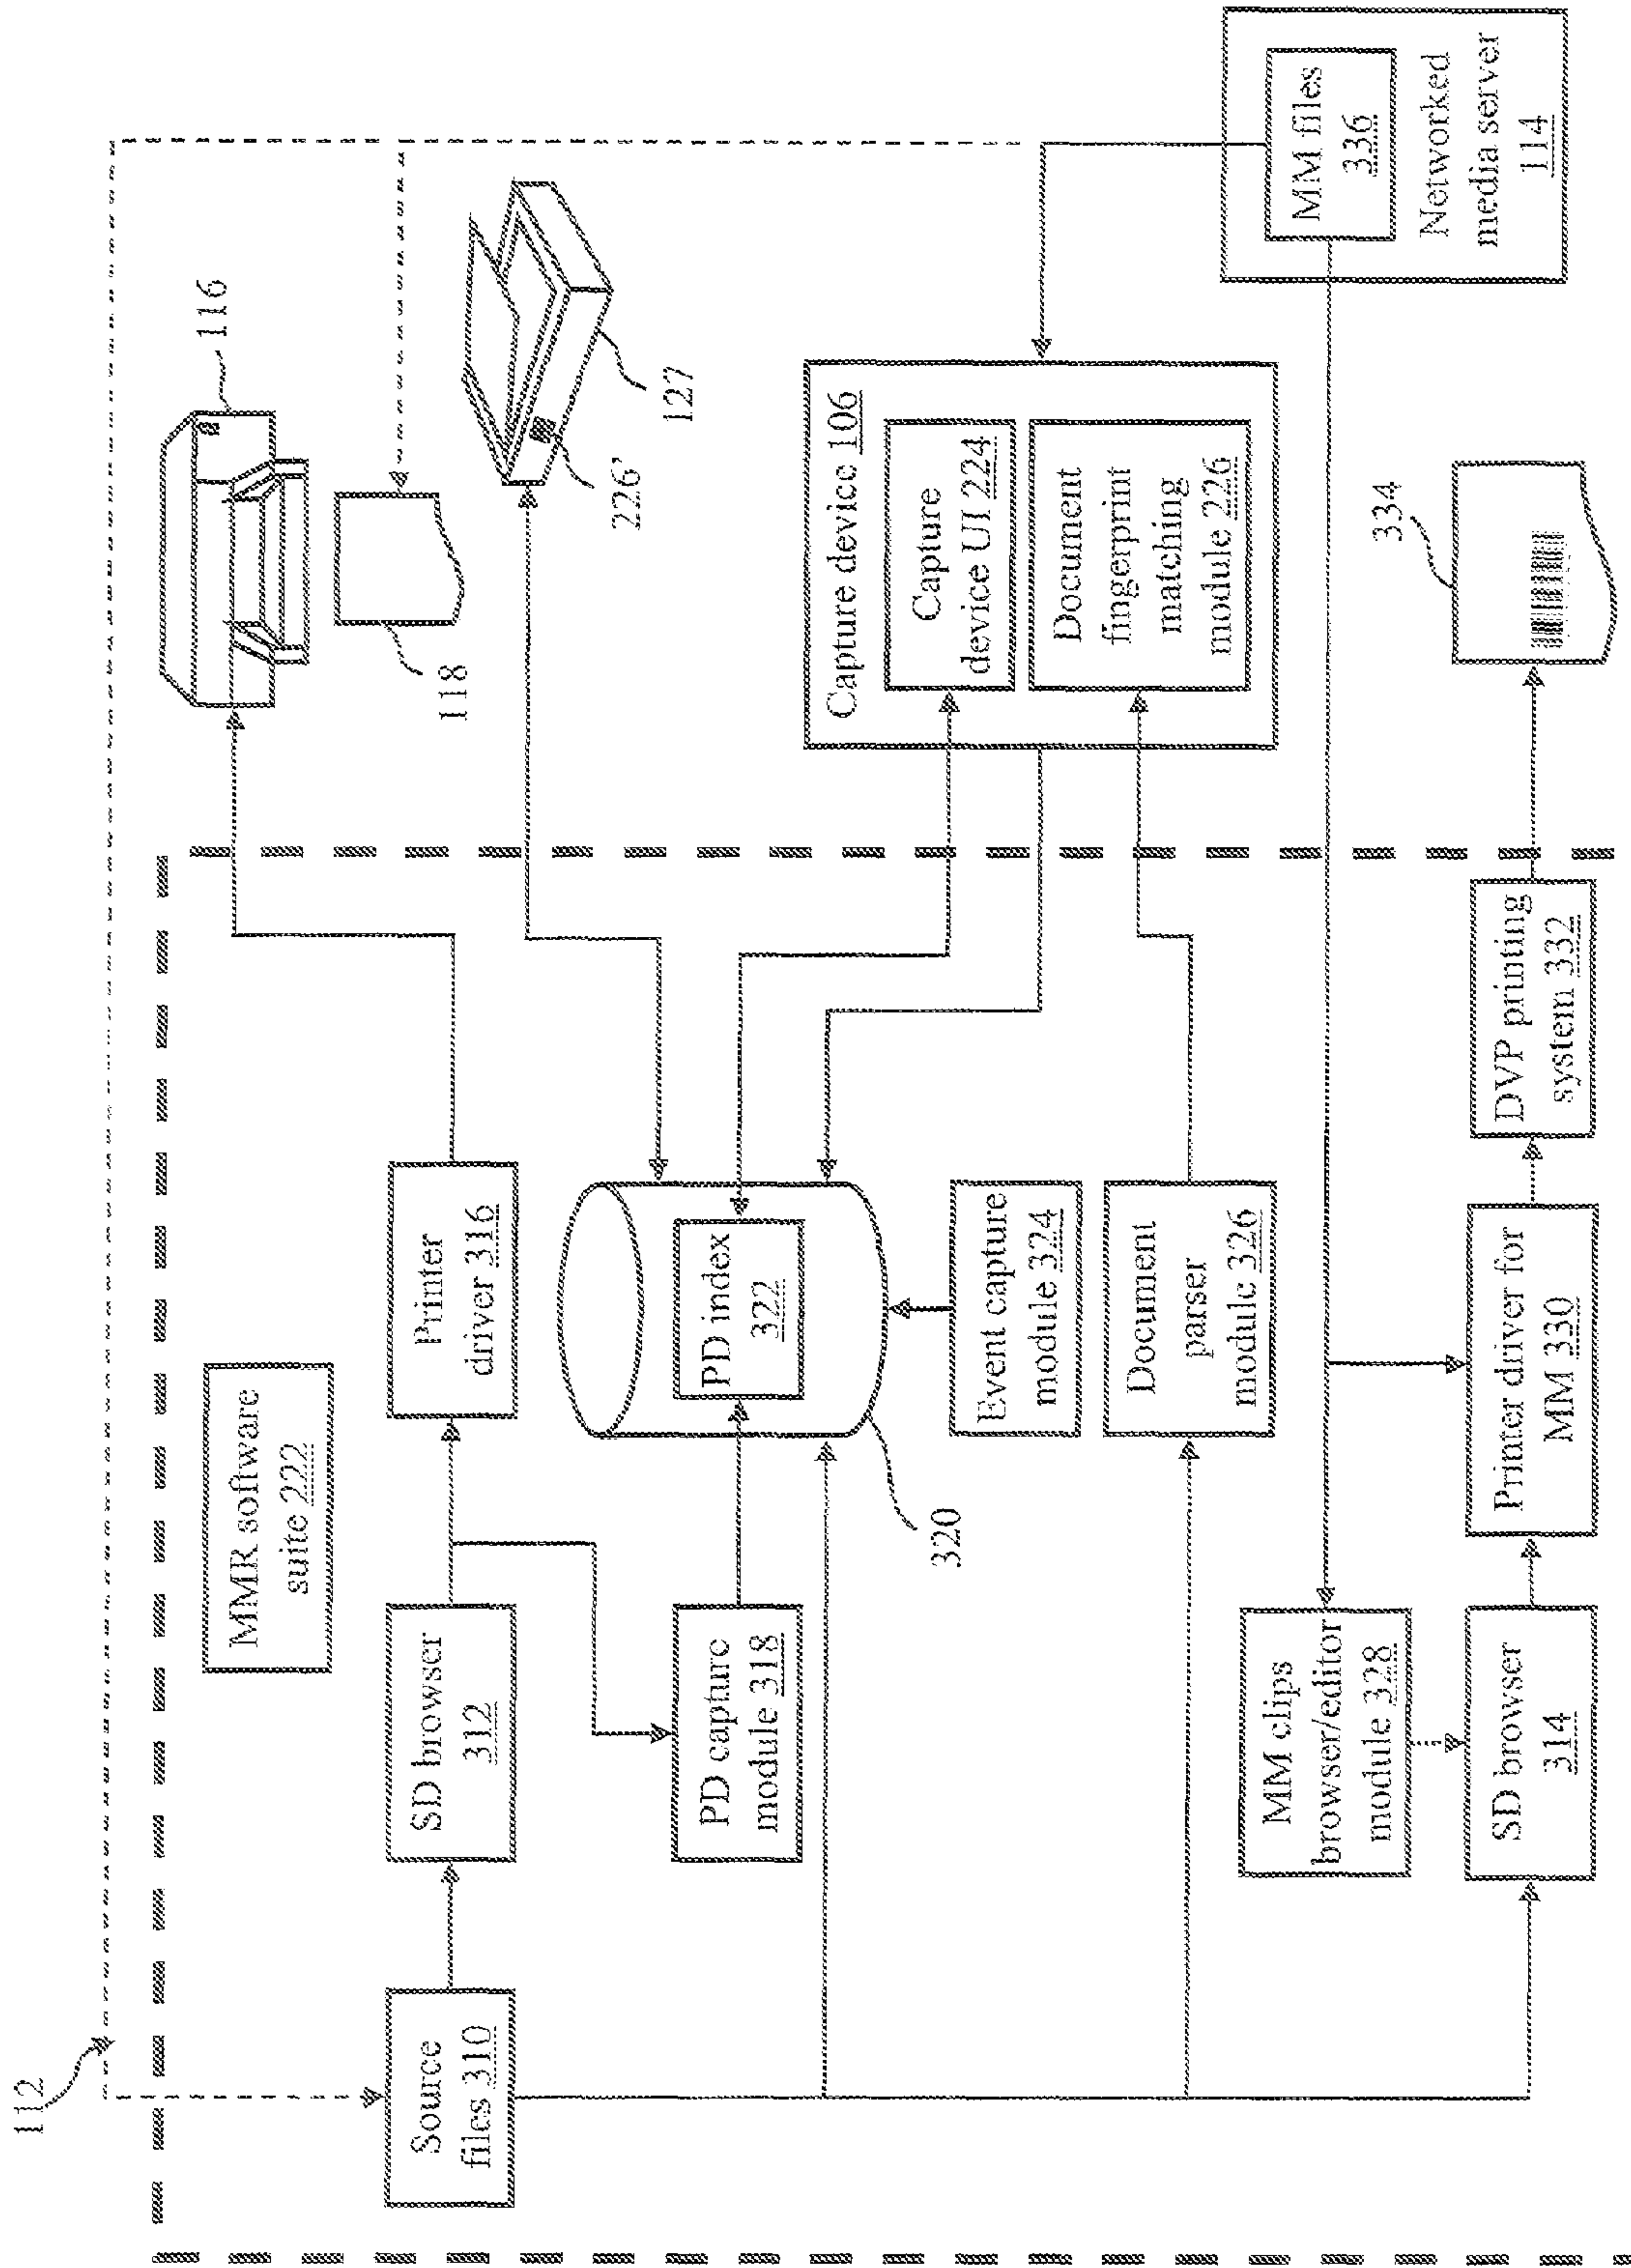 112
MMR software
suite 222
Source
files 310
SD browser
312
Printer
driver 316
116
118
PD capture
module 318
PD index
322
320
226'
127
Event capture
module 324
Document
parser
module 326
Capture device 106
Capture
device UI 224
Document
fingerprint
matching
module 226
MM clips
browser/editor
module 328
SD browser
314
Printer driver for
MM 330
DVP printing
system 332
334
MM files
336
Networked
media server
114